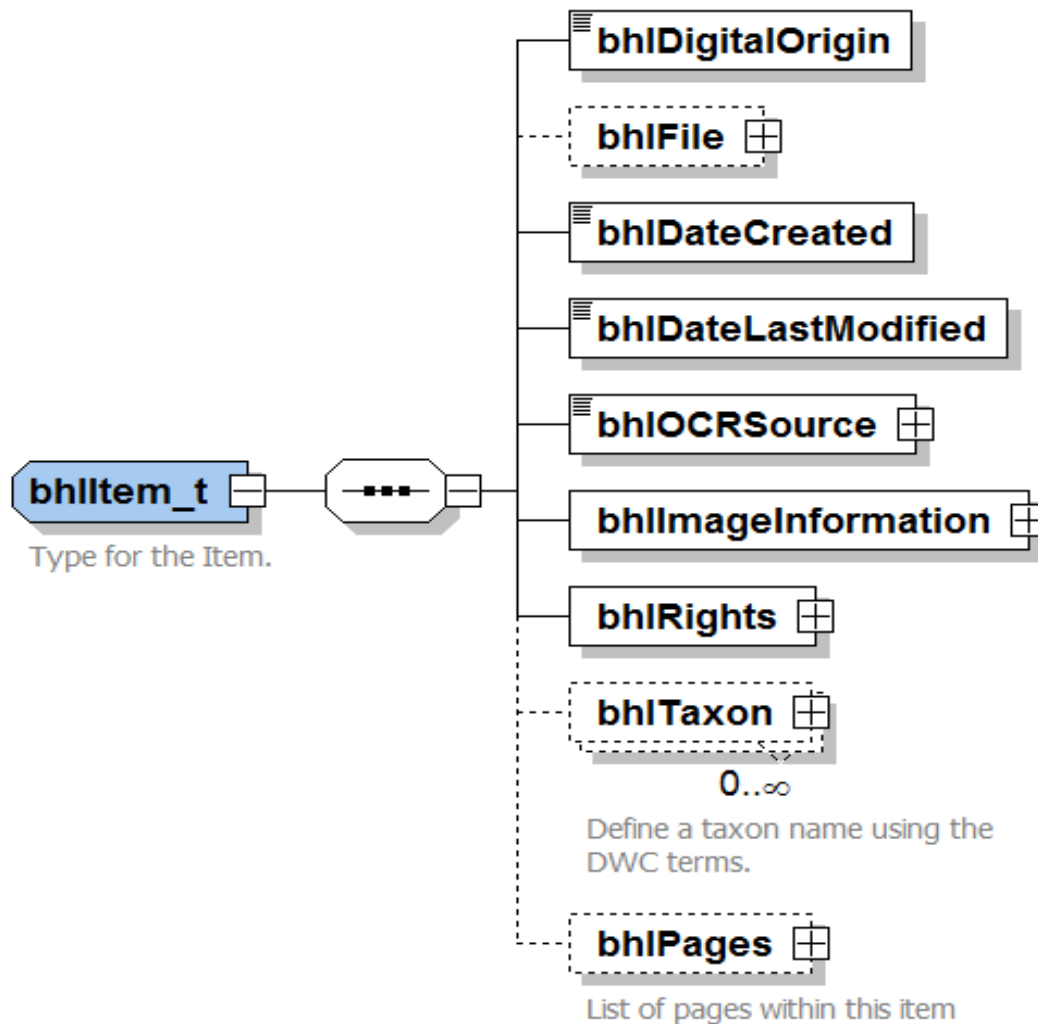 bhlDigitalOrigin
bhlFile
bhlDateCreated
bhlDateLastModified
bhlOCRSource
bhlItem_t
Type for the Item.
bhlImageInformation
bhlRights
bhlTaxon
0..∞
Define a taxon name using the
DWC terms.
bhlPages
List of pages within this item